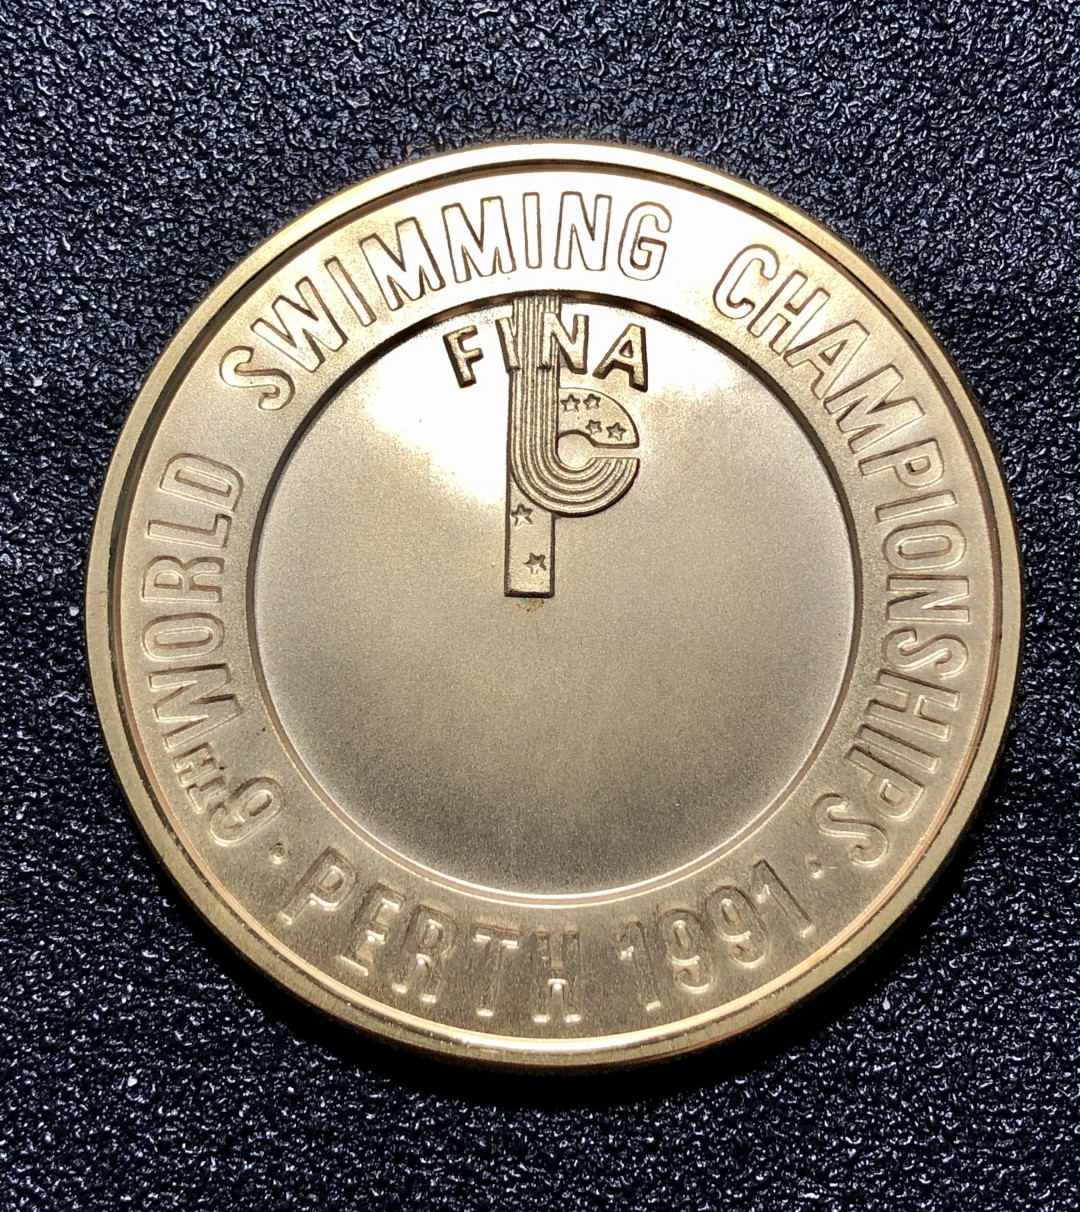 6TH WORLD SWIMMING CHAMPIONSHIPS
FINA
• PERTH 1991 •